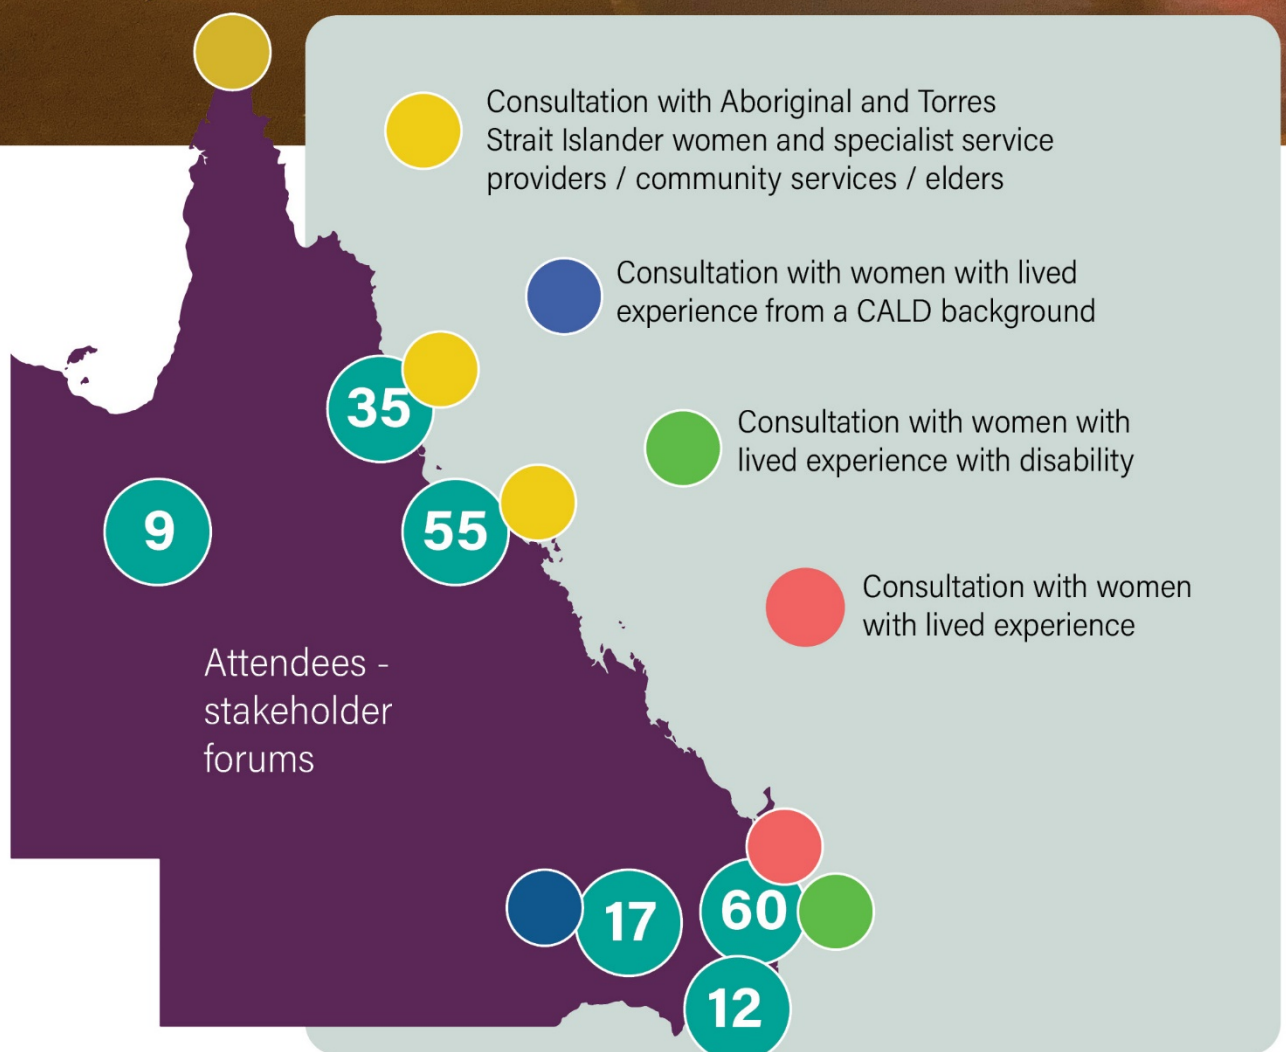 Consultation with Aboriginal and Torres
Strait Islander women and specialist service
providers / community services / elders
Consultation with women with lived
experience from a CALD background
35
Consultation with women with
lived experience with disability
9
55
Consultation with women
with lived experience
Attendees -
stakeholder
forums
17
60
12